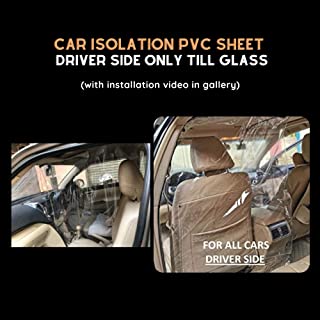 CAR ISOLATION PVC SHEET
DRIVER SIDE ONLY TILL GLASS
(with installation video in gallery)
FOR ALL CARS
DRIVER SIDE